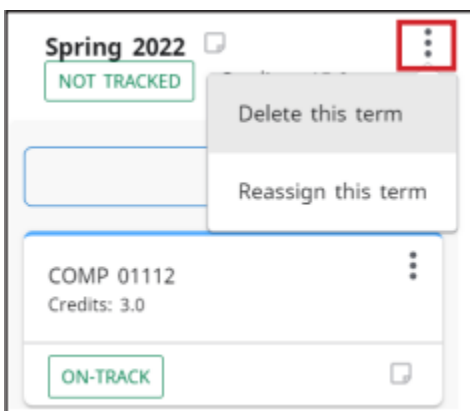 Spring 2022
NOT TRACKED
Delete this term
Reassign this term
COMP 01112
Credits: 3.0
ON-TRACK